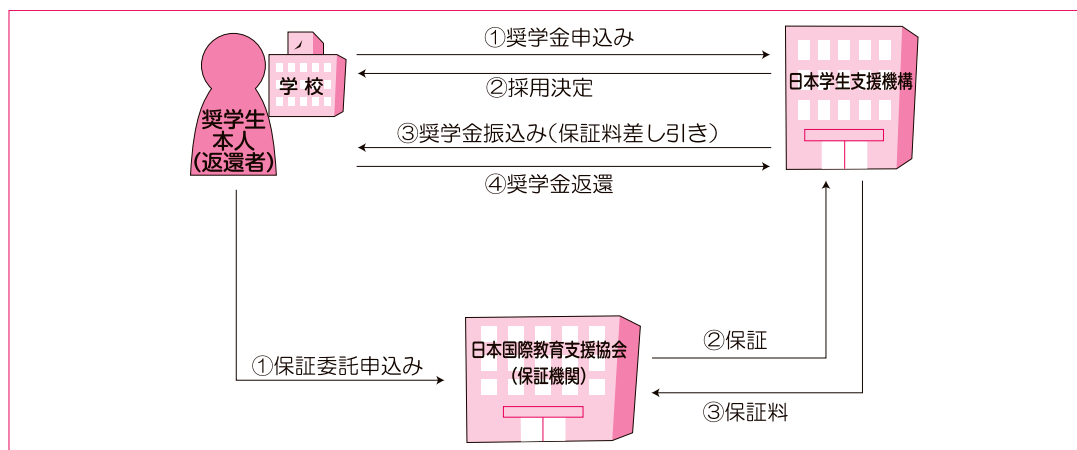 ①奨学金申込み
学校
日本学生支援機構
②採用決定
奨学生
本人
(返還者)
③奨学金振込み(保証料差し引き)
④奨学金返還
日本国際教育支援協会
(保証機関)
②保証
①保証委託申込み
③保証料